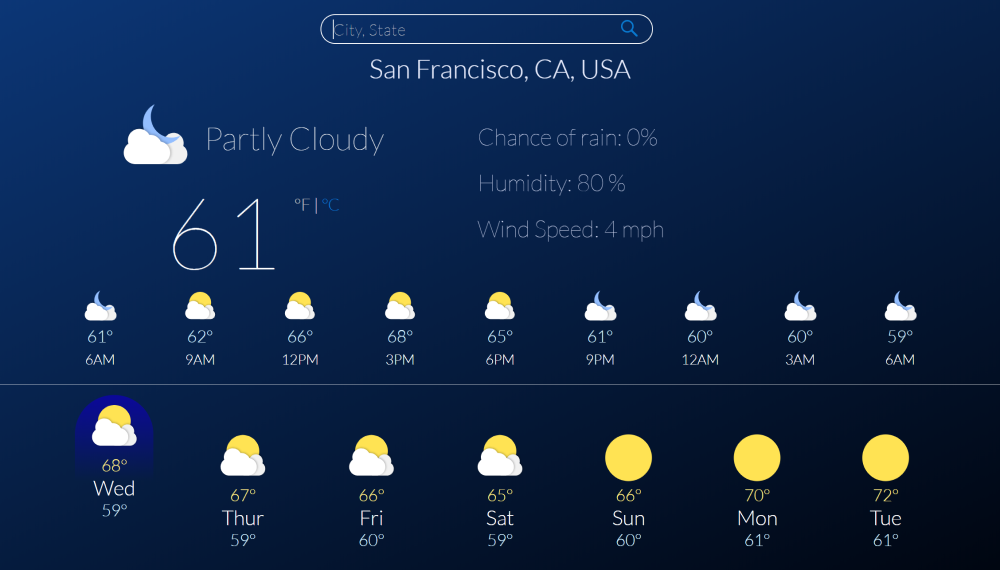 City, State
San Francisco, CA, USA
Partly Cloudy
Chance of rain: 0%
Humidity: 80 %
Wind Speed: 4 mph
61 °F | °C
61° 62° 66° 68° 65° 61° 60° 60° 59°
6AM 9AM 12PM 3PM 6PM 9PM 12AM 3AM 6AM
68°
Wed
59°
67° 66° 65° 66° 70° 72°
Thur Fri Sat Sun Mon Tue
59° 60° 59° 60° 61° 61°